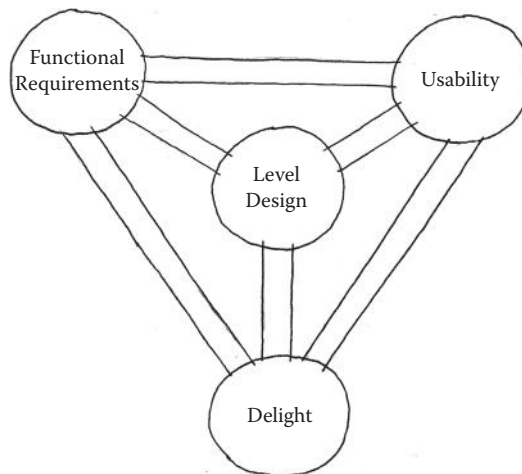 Functional
Requirements
Usability
Level
Design
Delight